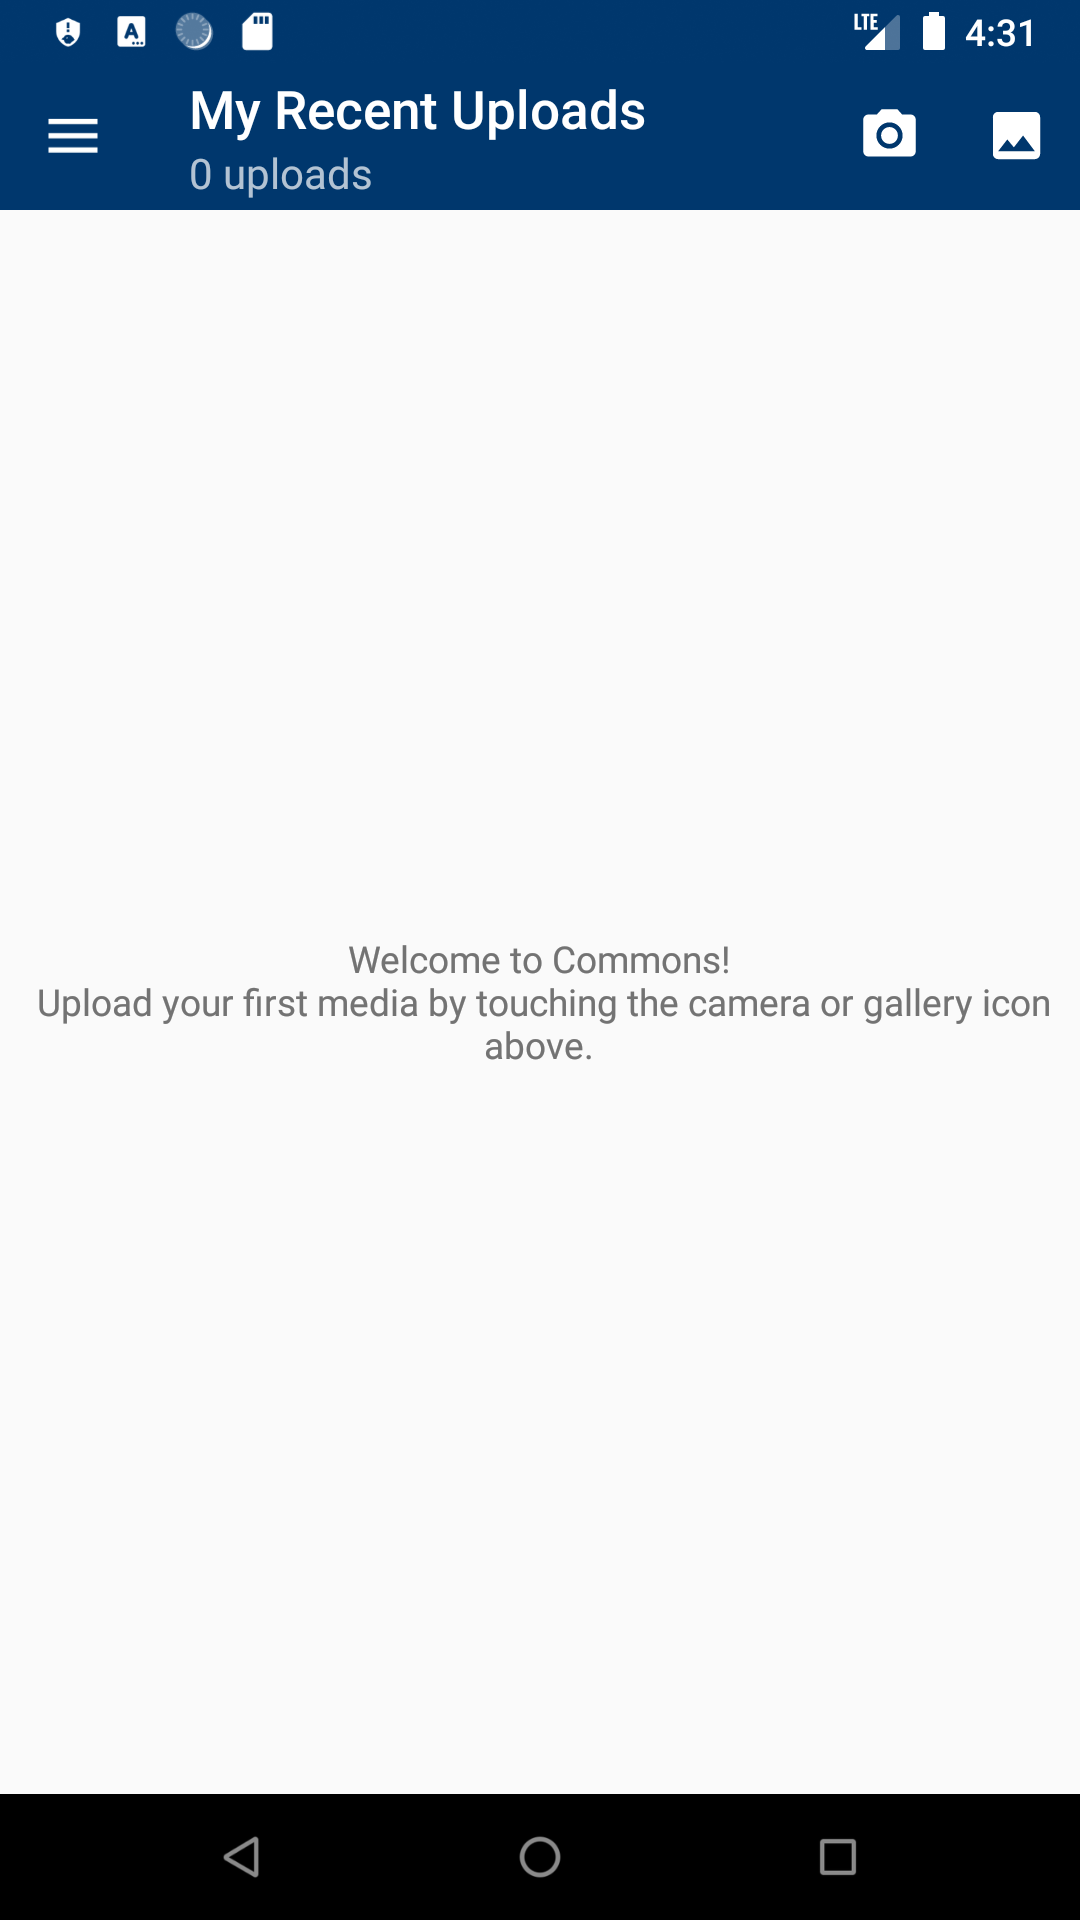 LTE 4:31
My Recent Uploads
0 uploads
Welcome to Commons!
Upload your first media by touching the camera or gallery icon
above.